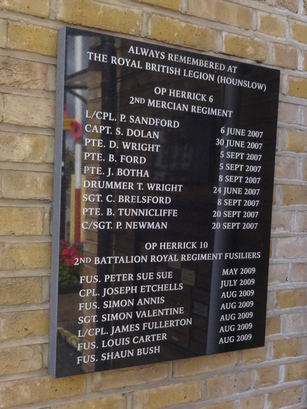 ALWAYS REMEMBERED AT
THE ROYAL BRITISH LEGION (HOUNSLOW)
OP HERRICK 6
2ND MERCIAN REGIMENT
L/CPL. P. SANDFORD 6 JUNE 2007
CAPT. S. DOLAN 30 JUNE 2007
PTE. D. WRIGHT 5 SEPT 2007
PTE. B. FORD 5 SEPT 2007
PTE. J. BOTHA 8 SEPT 2007
DRUMMER T. WRIGHT 24 JUNE 2007
SGT. C. BRELSFORD 8 SEPT 2007
PTE. B. TUNNICLIFFE 20 SEPT 2007
C/SGT. P. NEWMAN 20 SEPT 2007
OP HERRICK 10
2ND BATTALION ROYAL REGIMENT FUSILIERS
FUS. PETER SUE SUE MAY 2009
CPL. JOSEPH ETCHELLS JULY 2009
FUS. SIMON ANNIS AUG 2009
SGT. SIMON VALENTINE AUG 2009
L/CPL. JAMES FULLERTON AUG 2009
FUS. LOUIS CARTER AUG 2009
FUS. SHAUN BUSH AUG 2009